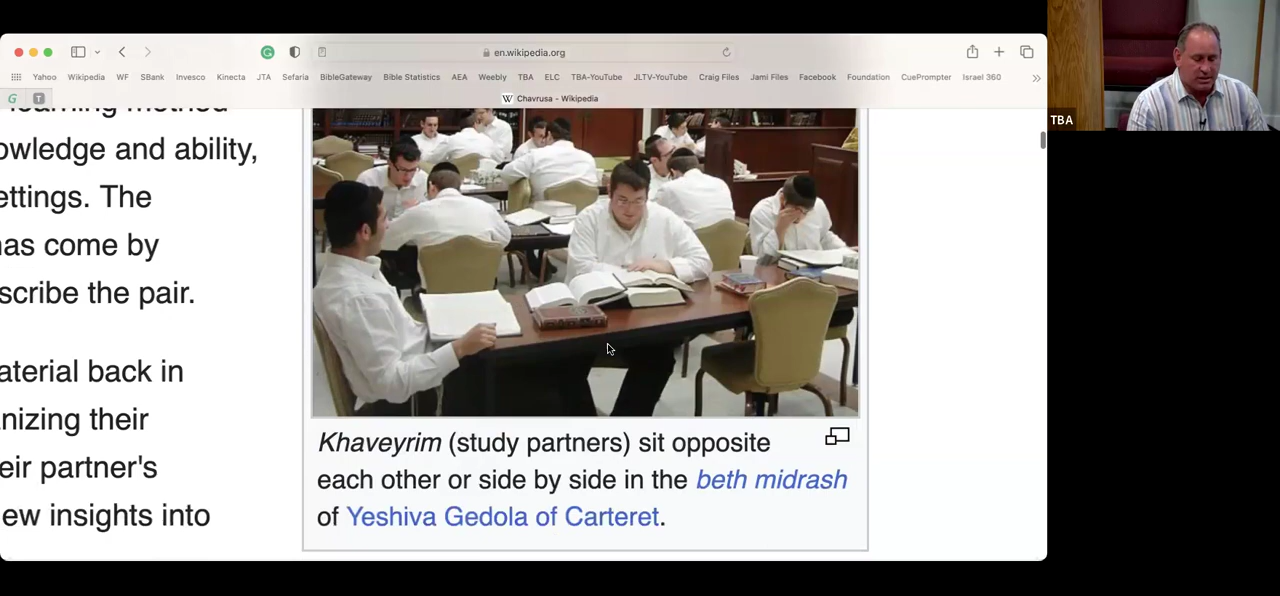 en.wikipedia.org
Yahoo Wikipedia WF SBank Invesco Kinecta JTA Sefaria BibleGateway Bible Statistics AEA Weebly TBA ELC TBA-YouTube JLTV-YouTube Craig Files Jami Files Facebook Foundation CuePrompter Israel 360 »
G T W Chavrusa – Wikipedia
learning method
owledge and ability,
ettings. The
has come by
scribe the pair.
aterial back in
nizing their
eir partner's
ew insights into
Khaveyrim (study partners) sit opposite
each other or side by side in the beth midrash
of Yeshiva Gedola of Carteret.
TBA